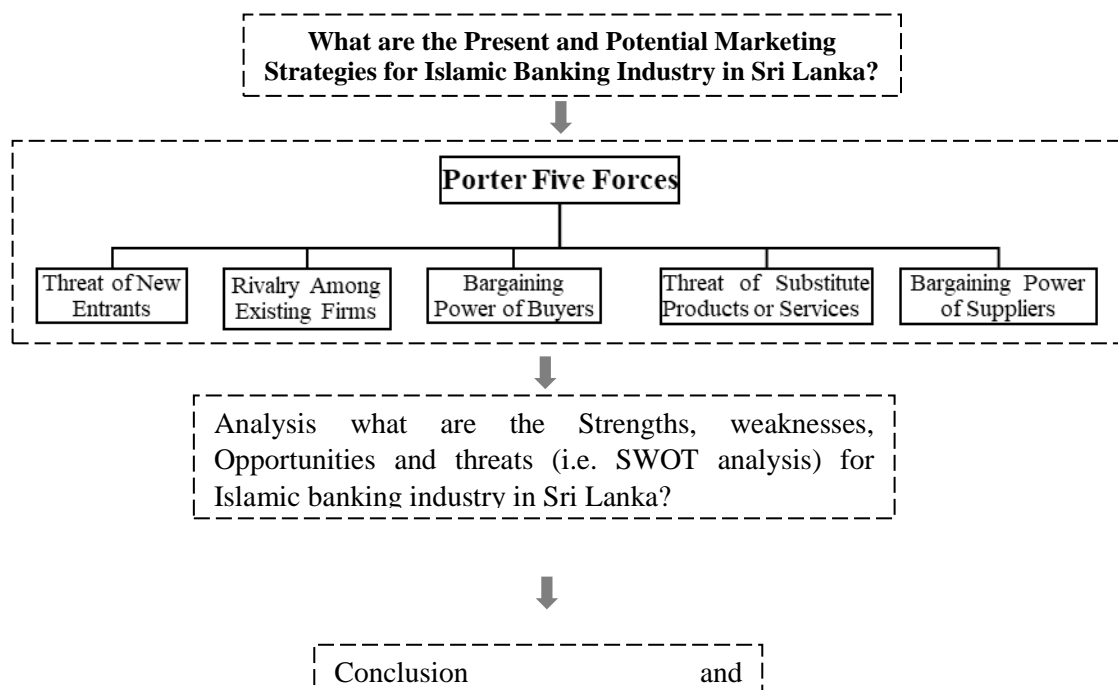 What are the Present and Potential Marketing
Strategies for Islamic Banking Industry in Sri Lanka?
Porter Five Forces
Threat of New
Entrants
Rivalry Among
Existing Firms
Bargaining
Power of Buyers
Threat of Substitute
Products or Services
Bargaining Power
of Suppliers
Analysis what are the Strengths, weaknesses,
Opportunities and threats (i.e. SWOT analysis) for
Islamic banking industry in Sri Lanka?
Conclusion and